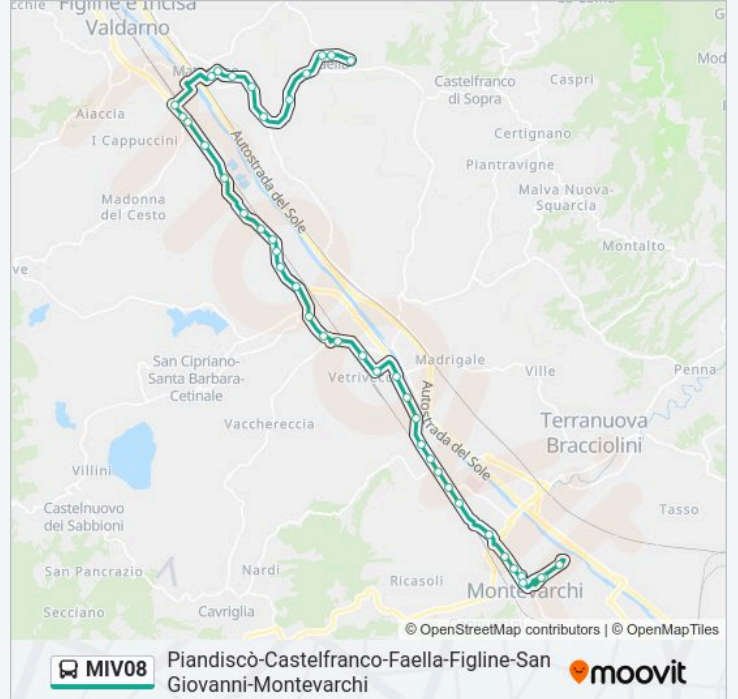 Figline e Incisa
Valdarno
Castelfranco
di Sopra
Caspri
Aiaccia
I Cappuccini
Certignano
Piantravigne
Autostrada del Sole
Malva Nuova-
Squarcia
Madonna
del Cesto
Montalto
San Cipriano-
Santa Barbara-
Cetinale
Madrigale
Ville
Penna
Vacchereccia
Autostrada del Sole
Terranuova
Bracciolini
Villini
Castelnuovo
dei Sabbioni
Tasso
San Pancrazio
Nardi
Ricasoli
Montevarchi
Secciano
Cavriglia
© OpenStreetMap contributors | © OpenMapTiles
MIV08
Piandiscò-Castelfranco-Faella-Figline-San
Giovanni-Montevarchi
moovit